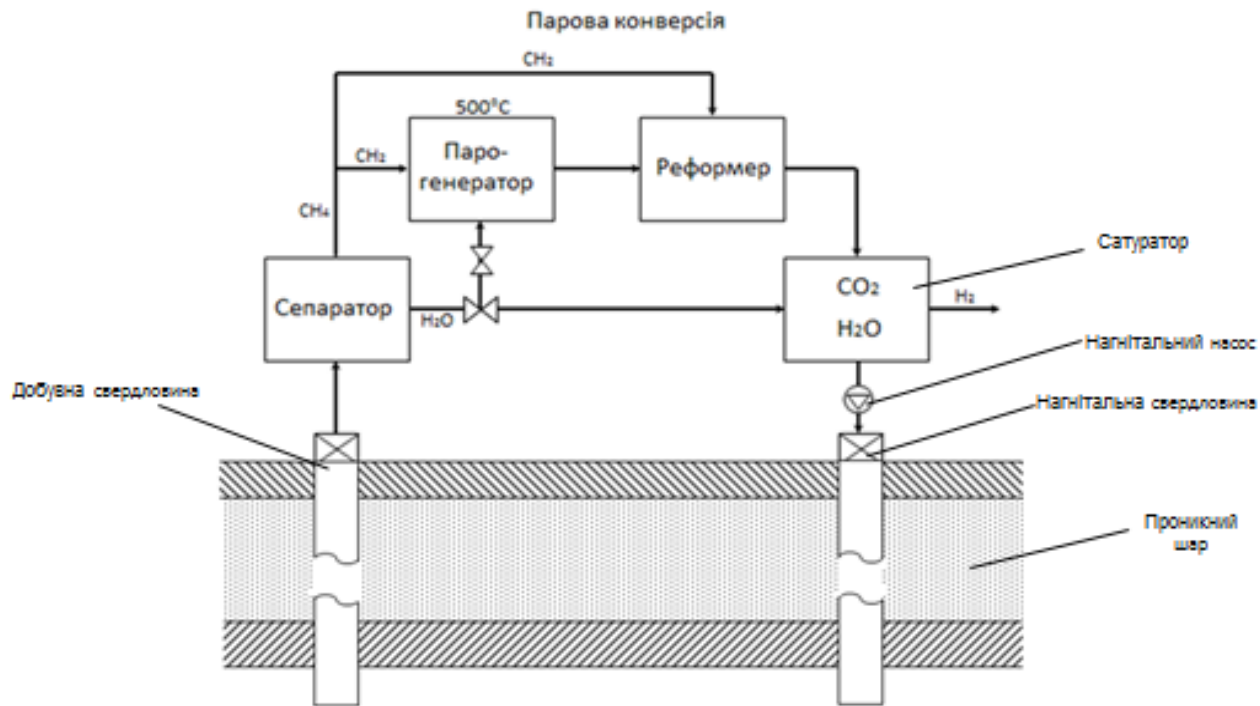 Парова конверсія
CH₂
500°C
CH₂
Паро-
генератор
Реформер
CH₄
Сатуратор
Сепаратор
H₂O
CO₂
H₂O
H₂
Нагнітальний насос
Добувна свердловина
Нагнітальна свердловина
Проникний
шар